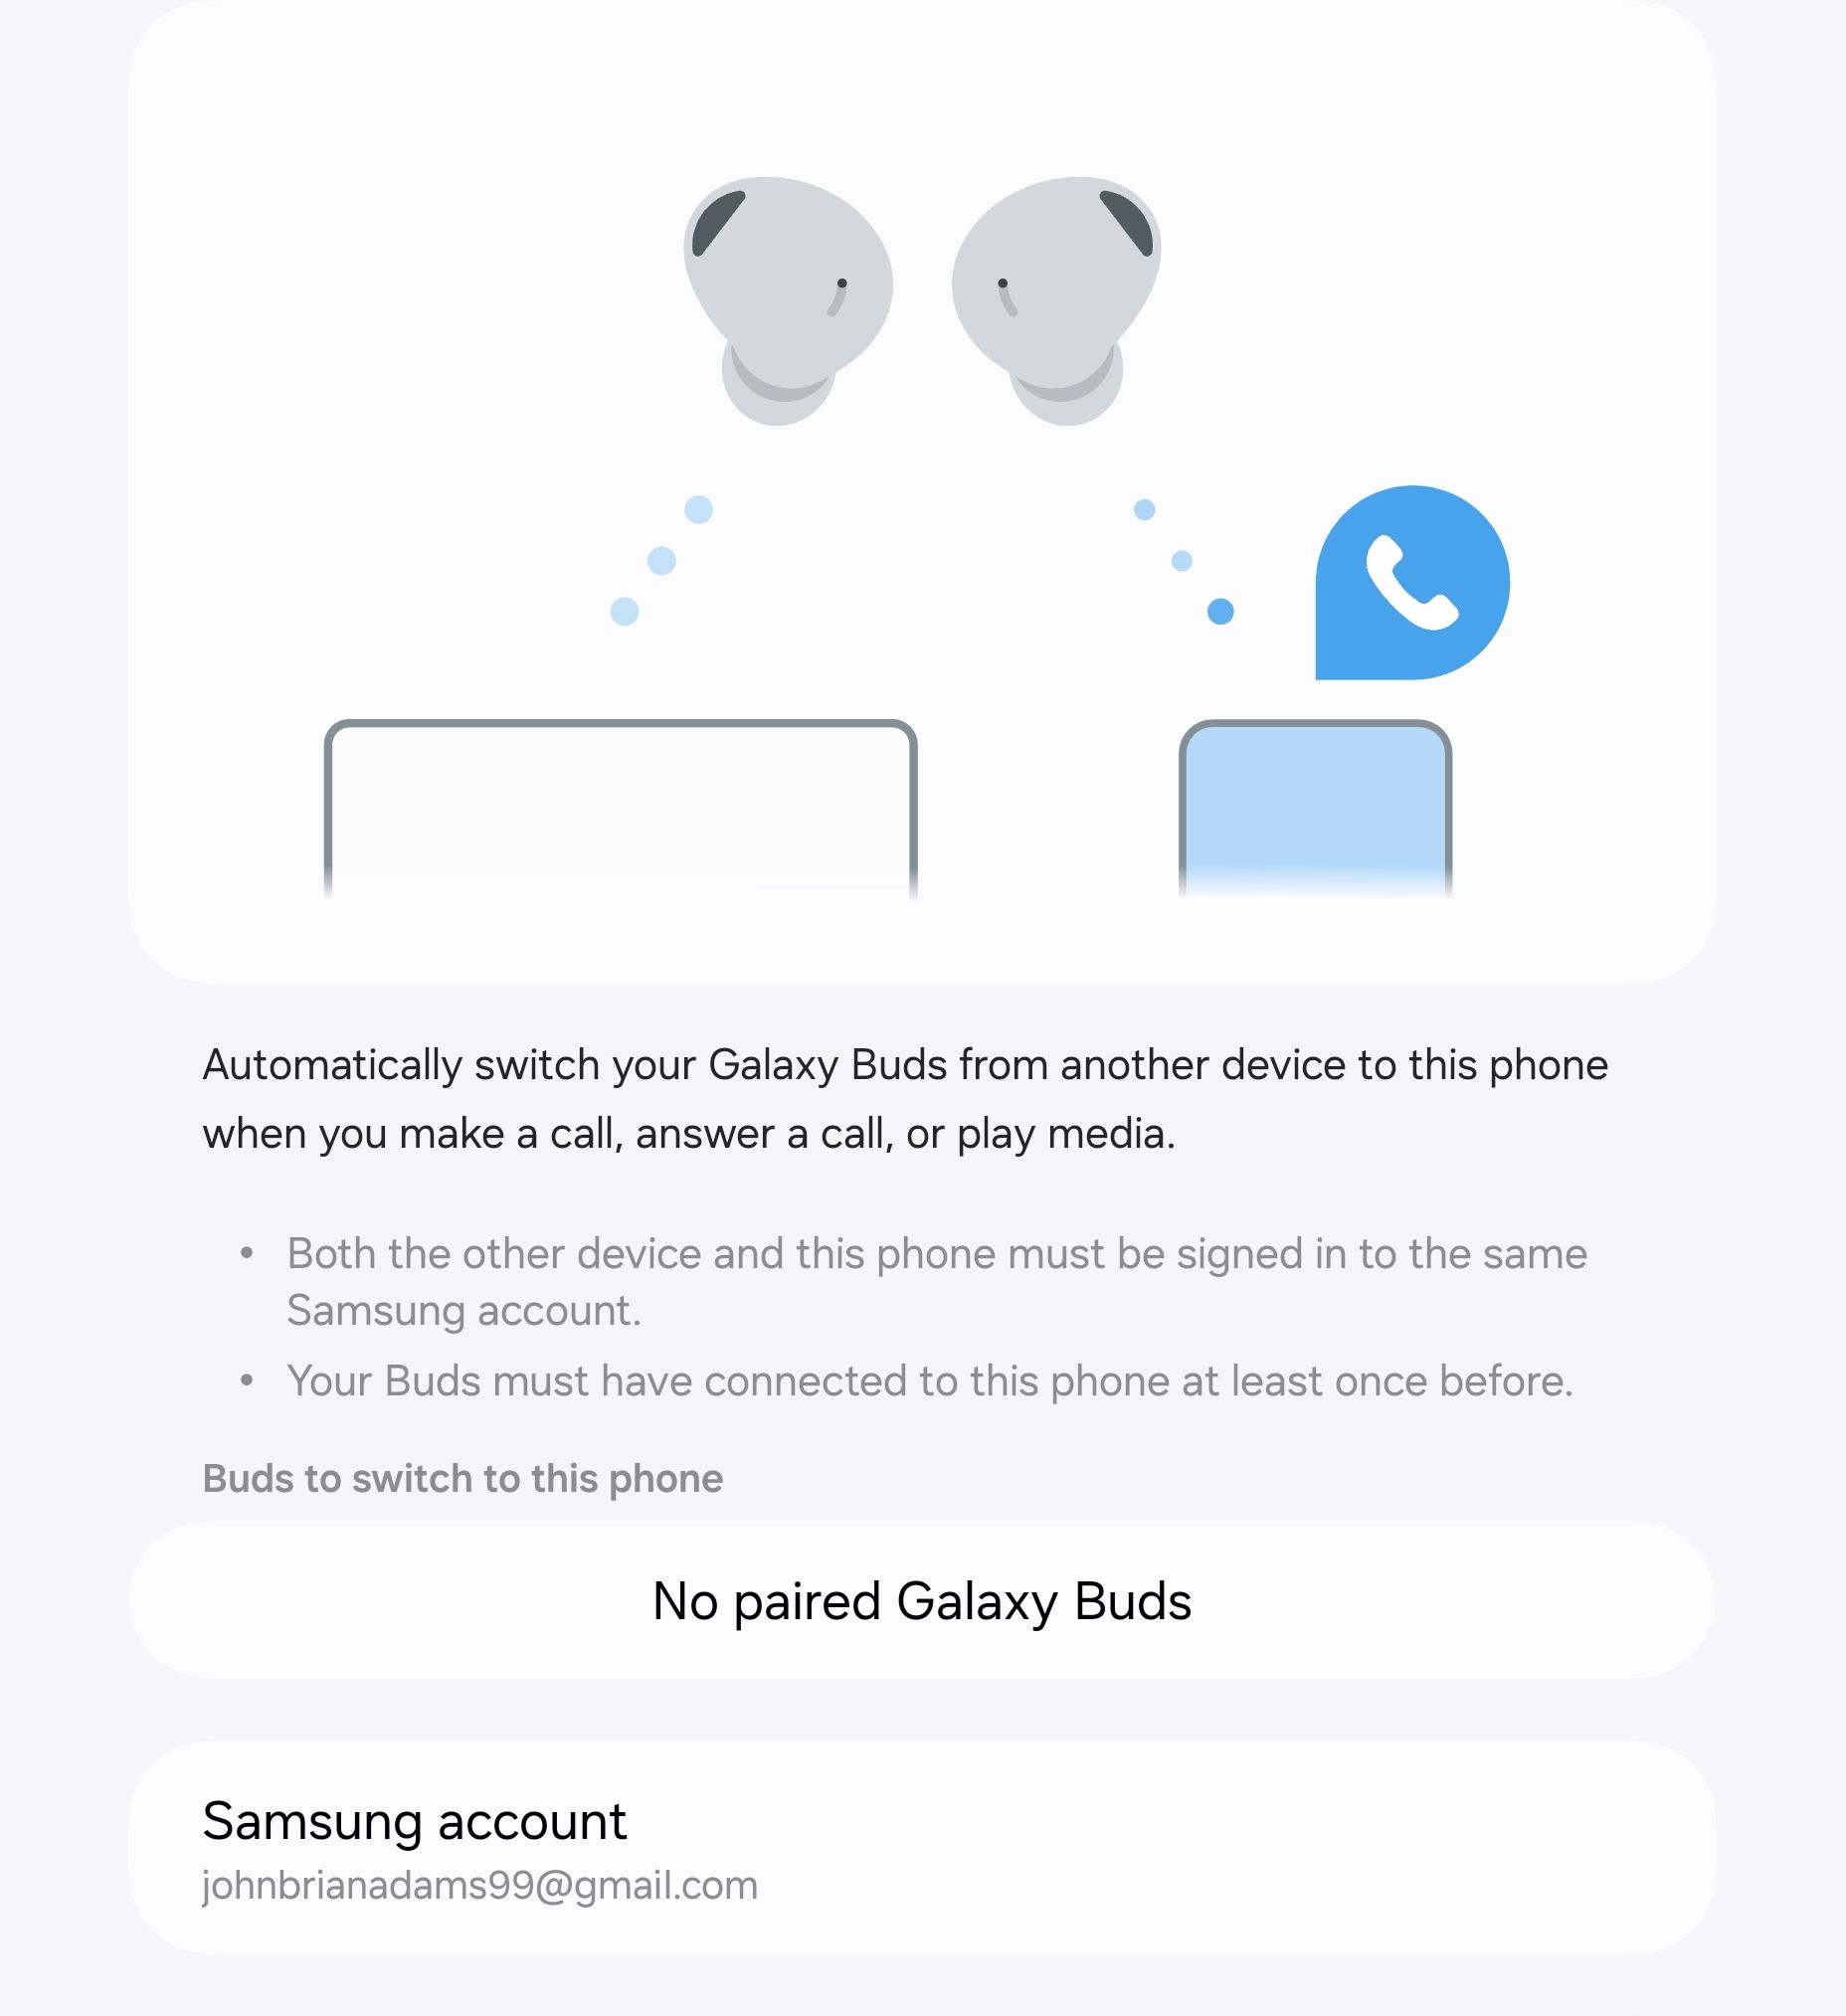 Automatically switch your Galaxy Buds from another device to this phone
when you make a call, answer a call, or play media.
• Both the other device and this phone must be signed in to the same
Samsung account.
• Your Buds must have connected to this phone at least once before.
Buds to switch to this phone
No paired Galaxy Buds
Samsung account
johnbrianadams99@gmail.com